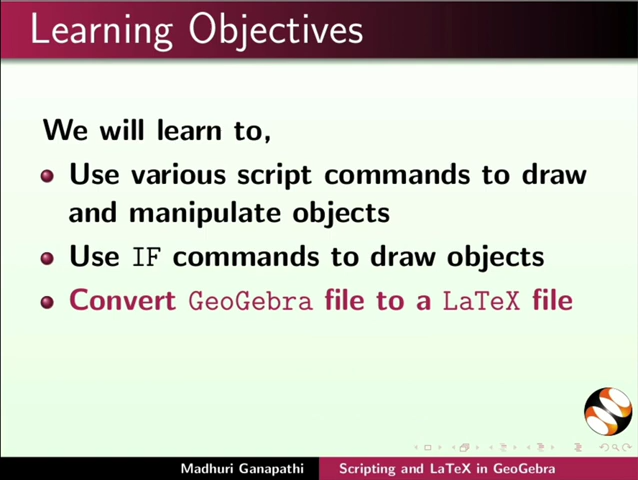 Learning Objectives
We will learn to,
Use various script commands to draw
and manipulate objects
Use IF commands to draw objects
Convert GeoGebra file to a LaTeX file
Madhuri Ganapathi Scripting and LaTeX in GeoGebra